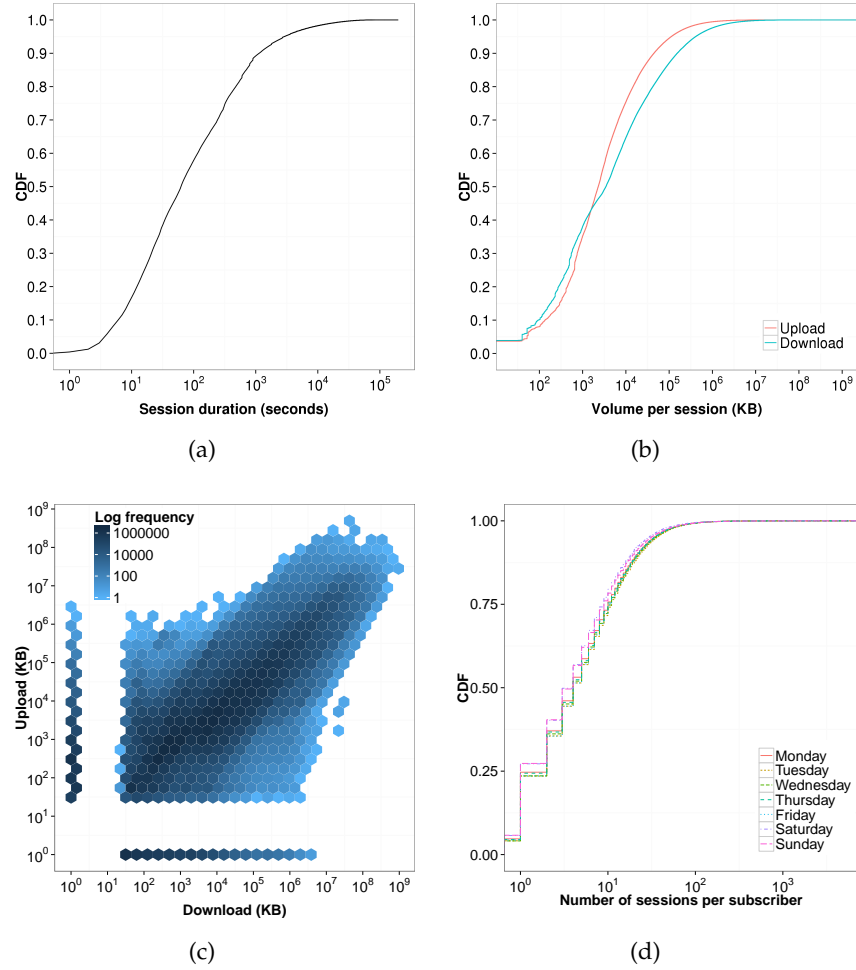 CDF
1.0
0.9
0.8
0.7
0.6
0.5
0.4
0.3
0.2
0.1
0.0
10^0 10^1 10^2 10^3 10^4 10^5
Session duration (seconds)
(a)
CDF
1.0
0.9
0.8
0.7
0.6
0.5
0.4
0.3
0.2
0.1
0.0
Upload
Download
10^2 10^3 10^4 10^5 10^6 10^7 10^8 10^9
Volume per session (KB)
(b)
Upload (KB)
10^9
10^8
10^7
10^6
10^5
10^4
10^3
10^2
10^1
10^0
Log frequency
1000000
10000
100
1
10^0 10^1 10^2 10^3 10^4 10^5 10^6 10^7 10^8 10^9
Download (KB)
(c)
CDF
1.00
0.75
0.50
0.25
0.00
Monday
Tuesday
Wednesday
Thursday
Friday
Saturday
Sunday
10^0 10^1 10^2 10^3
Number of sessions per subscriber
(d)